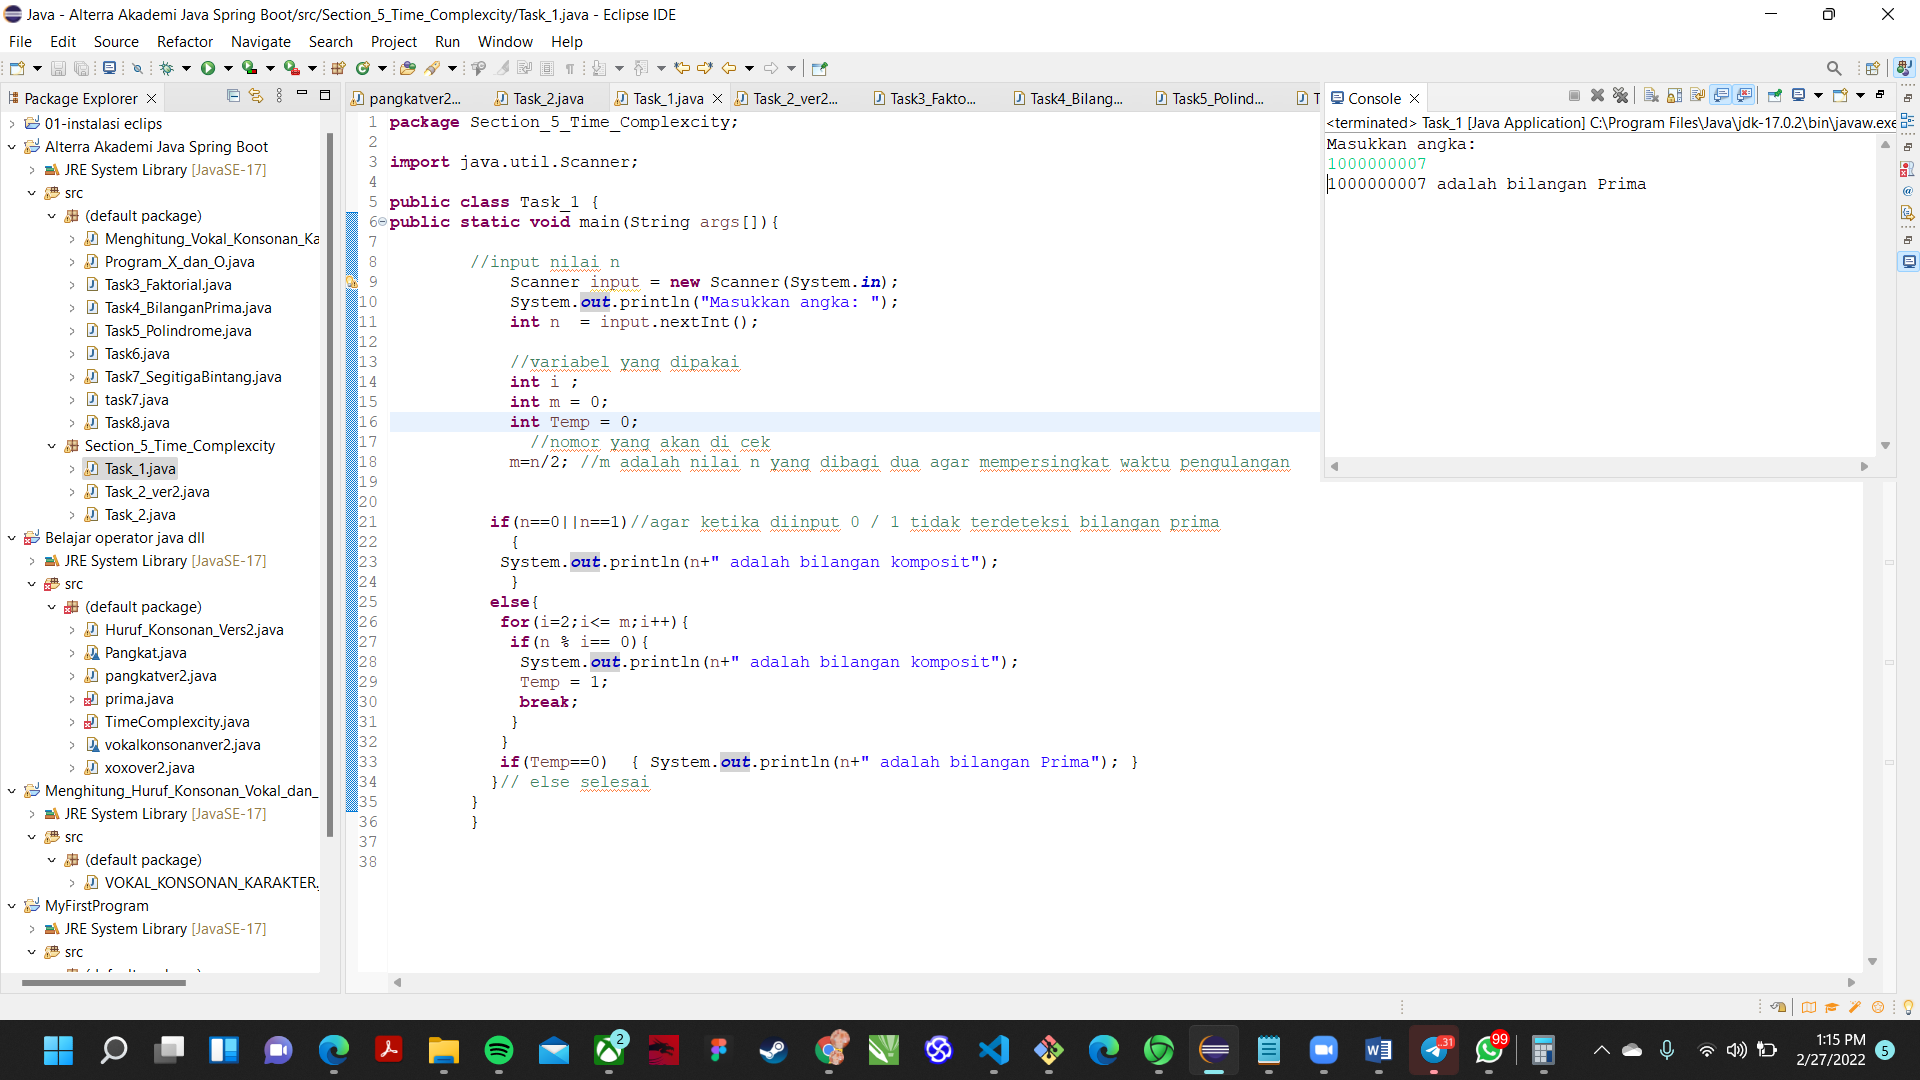 Java - Alterra Akademi Java Spring Boot/src/Section_5_Time_Complexcity/Task_1.java - Eclipse IDE
File Edit Source Refactor Navigate Search Project Run Window Help
Package Explorer
01-instalasi eclips
Alterra Akademi Java Spring Boot
JRE System Library [JavaSE-17]
src
(default package)
Menghitung_Vokal_Konsonan_Ka
Program_X_dan_O.java
Task3_Faktorial.java
Task4_BilanganPrima.java
Task5_Polindrome.java
Task6.java
Task7_SegitigaBintang.java
task7.java
Task8.java
Section_5_Time_Complexcity
Task_1.java
Task_2_ver2.java
Task_2.java
Belajar operator java dll
JRE System Library [JavaSE-17]
src
(default package)
Huruf_Konsonan_Vers2.java
Pangkat.java
pangkatver2.java
prima.java
TimeComplexcity.java
vokalkonsonanver2.java
xoxover2.java
Menghitung_Huruf_Konsonan_Vokal_dan_
JRE System Library [JavaSE-17]
src
(default package)
VOKAL_KONSONAN_KARAKTER.
MyFirstProgram
JRE System Library [JavaSE-17]
src
pangkatver2... Task_2.java Task_1.java Task_2_ver2... Task3_Fakto... Task4_Bilang... Task5_Polind...
1 package Section_5_Time_Complexcity;
2
3 import java.util.Scanner;
4
5 public class Task_1 {
6 public static void main(String args[]){
7
8 //input nilai n
9 Scanner input = new Scanner(System.in);
10 System.out.println("Masukkan angka: ");
11 int n  = input.nextInt();
12
13 //variabel yang dipakai
14 int i ;
15 int m = 0;
16 int Temp = 0;
17 //nomor yang akan di cek
18 m=n/2; //m adalah nilai n yang dibagi dua agar mempersingkat waktu pengulangan
19
20
21 if(n==0||n==1)//agar ketika diinput 0 / 1 tidak terdeteksi bilangan prima
22 {
23 System.out.println(n+" adalah bilangan komposit");
24 }
25 else{
26 for(i=2;i<= m;i++){
27 if(n % i== 0){
28 System.out.println(n+" adalah bilangan komposit");
29 Temp = 1;
30 break;
31 }
32 }
33 if(Temp==0)  { System.out.println(n+" adalah bilangan Prima"); }
34 }// else selesai
35 }
36 }
37
38
Console
<terminated> Task_1 [Java Application] C:\Program Files\Java\jdk-17.0.2\bin\javaw.exe
Masukkan angka:
1000000007
1000000007 adalah bilangan Prima
2
31
99
1:15 PM
2/27/2022
5